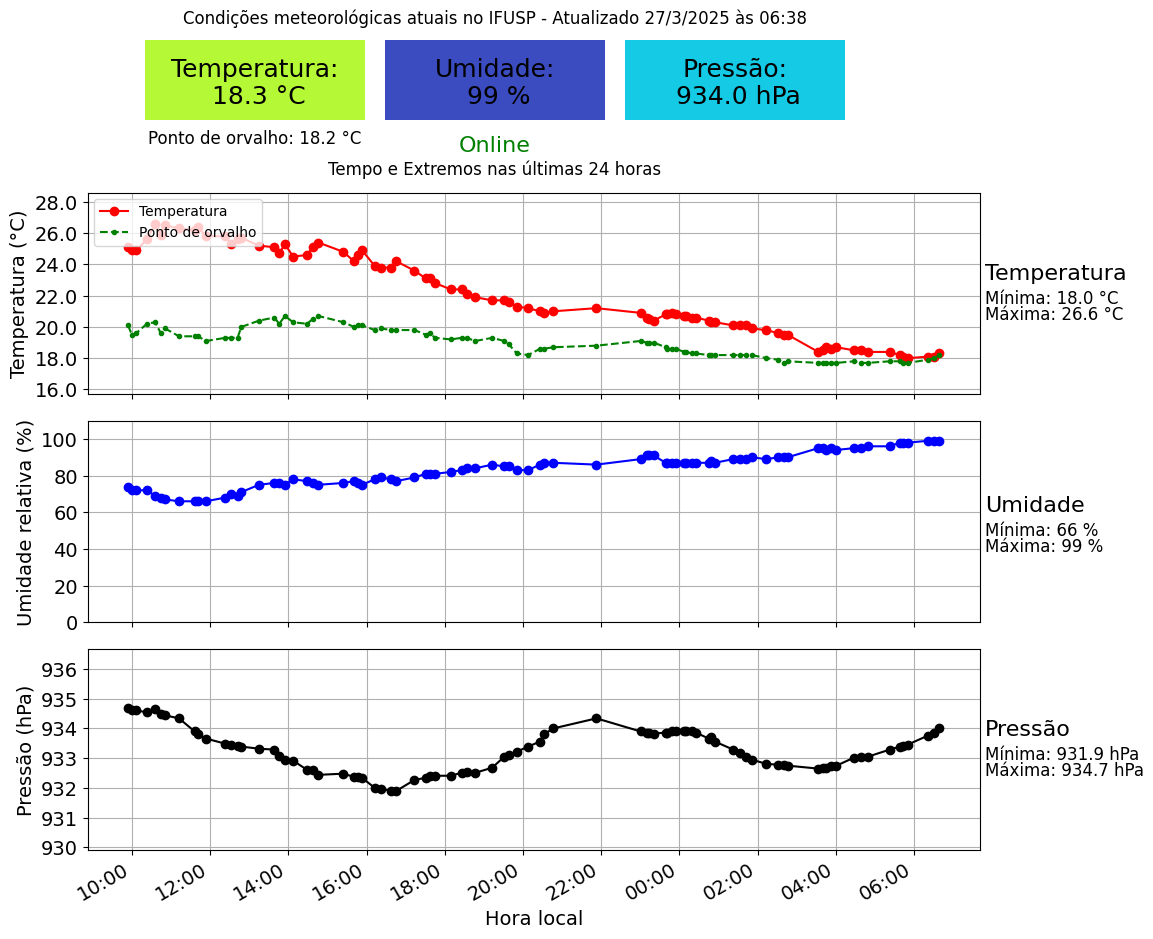 Condições meteorológicas atuais no IFUSP - Atualizado 27/3/2025 às 06:38
Temperatura:
18.3 °C
Umidade:
99 %
Pressão:
934.0 hPa
Ponto de orvalho: 18.2 °C
Online
Tempo e Extremos nas últimas 24 horas
Temperatura (°C)
28.0
26.0
24.0
22.0
20.0
18.0
16.0
Temperatura
Ponto de orvalho
Temperatura
Mínima: 18.0 °C
Máxima: 26.6 °C
Umidade relativa (%)
100
80
60
40
20
0
Umidade
Mínima: 66 %
Máxima: 99 %
Pressão (hPa)
936
935
934
933
932
931
930
Pressão
Mínima: 931.9 hPa
Máxima: 934.7 hPa
10:00 12:00 14:00 16:00 18:00 20:00 22:00 00:00 02:00 04:00 06:00
Hora local